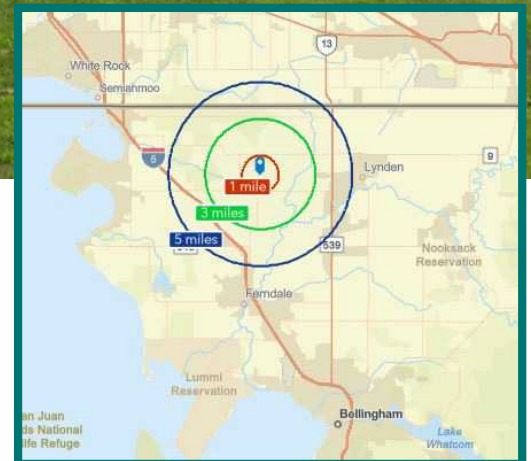 13
White Rock
Semiahmoo
5
9
Lynden
1 mile
3 miles
5 miles
539
Nooksack
Reservation
Ferndale
Lummi
Reservation
an Juan
ds National
life Refuge
Bellingham
Lake
Whatcom